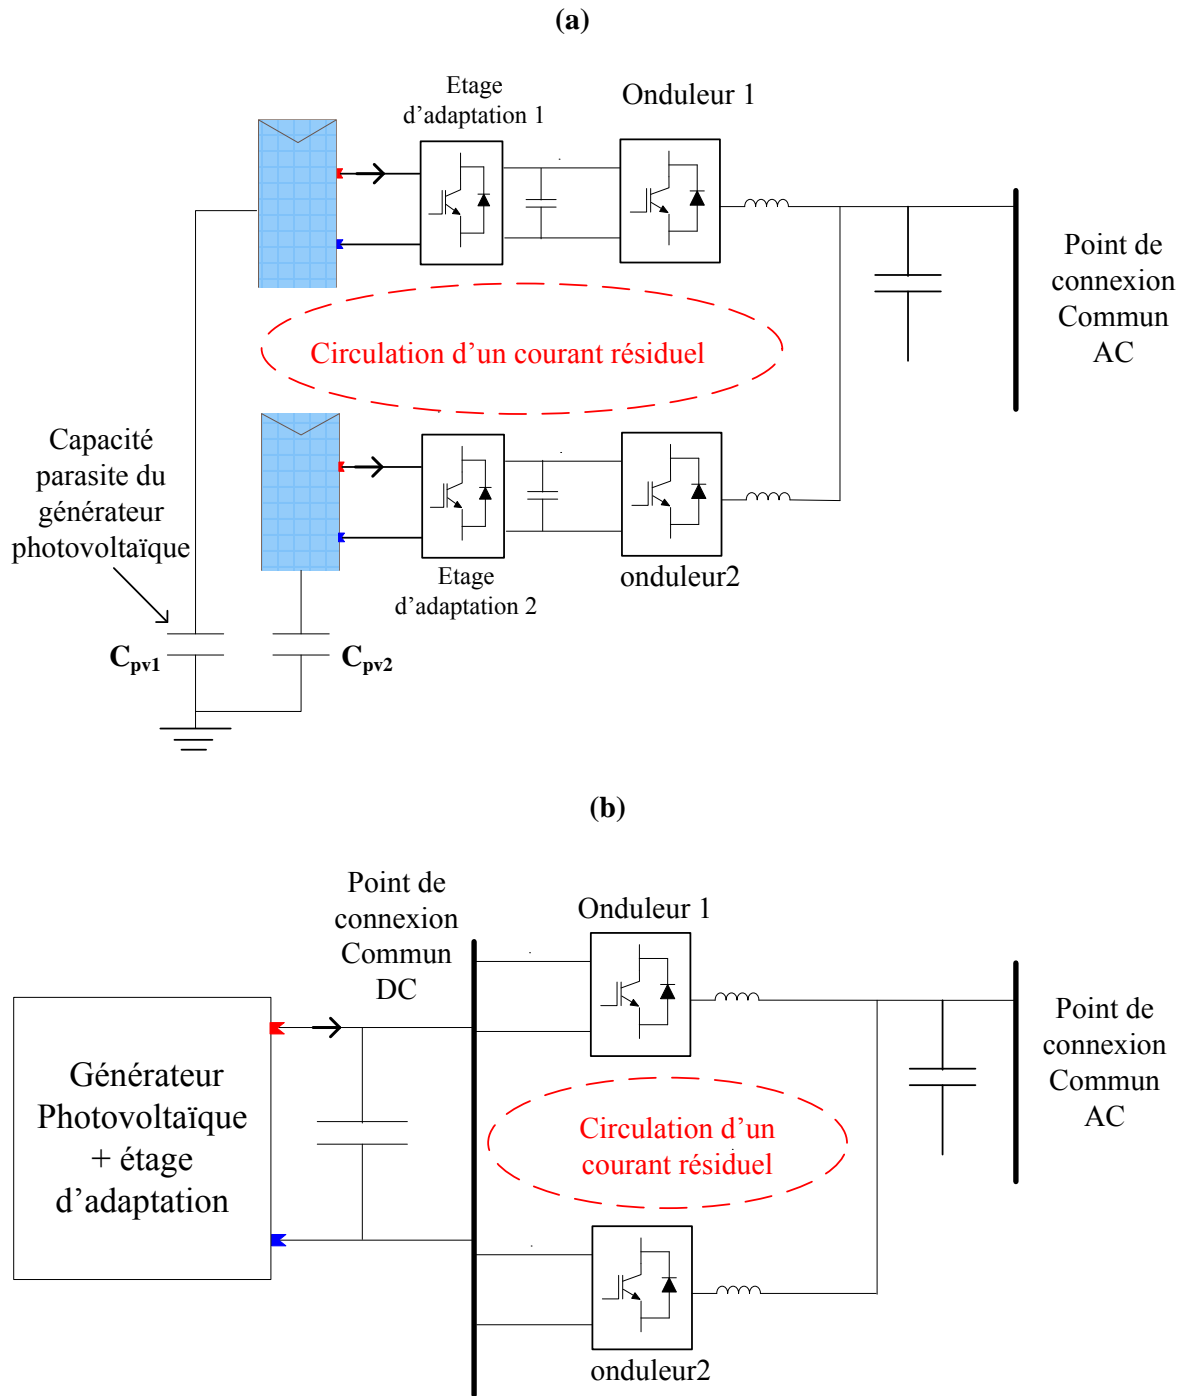 (a)
Etage
d'adaptation 1
Onduleur 1
Point de
connexion
Commun
AC
Circulation d'un courant résiduel
Capacité
parasite du
générateur
photovoltaïque
Etage
d'adaptation 2
onduleur2
Cpv1
Cpv2
(b)
Point de
connexion
Commun
DC
Onduleur 1
Point de
connexion
Commun
AC
Générateur
Photovoltaïque
+ étage
d'adaptation
Circulation d'un
courant résiduel
onduleur2